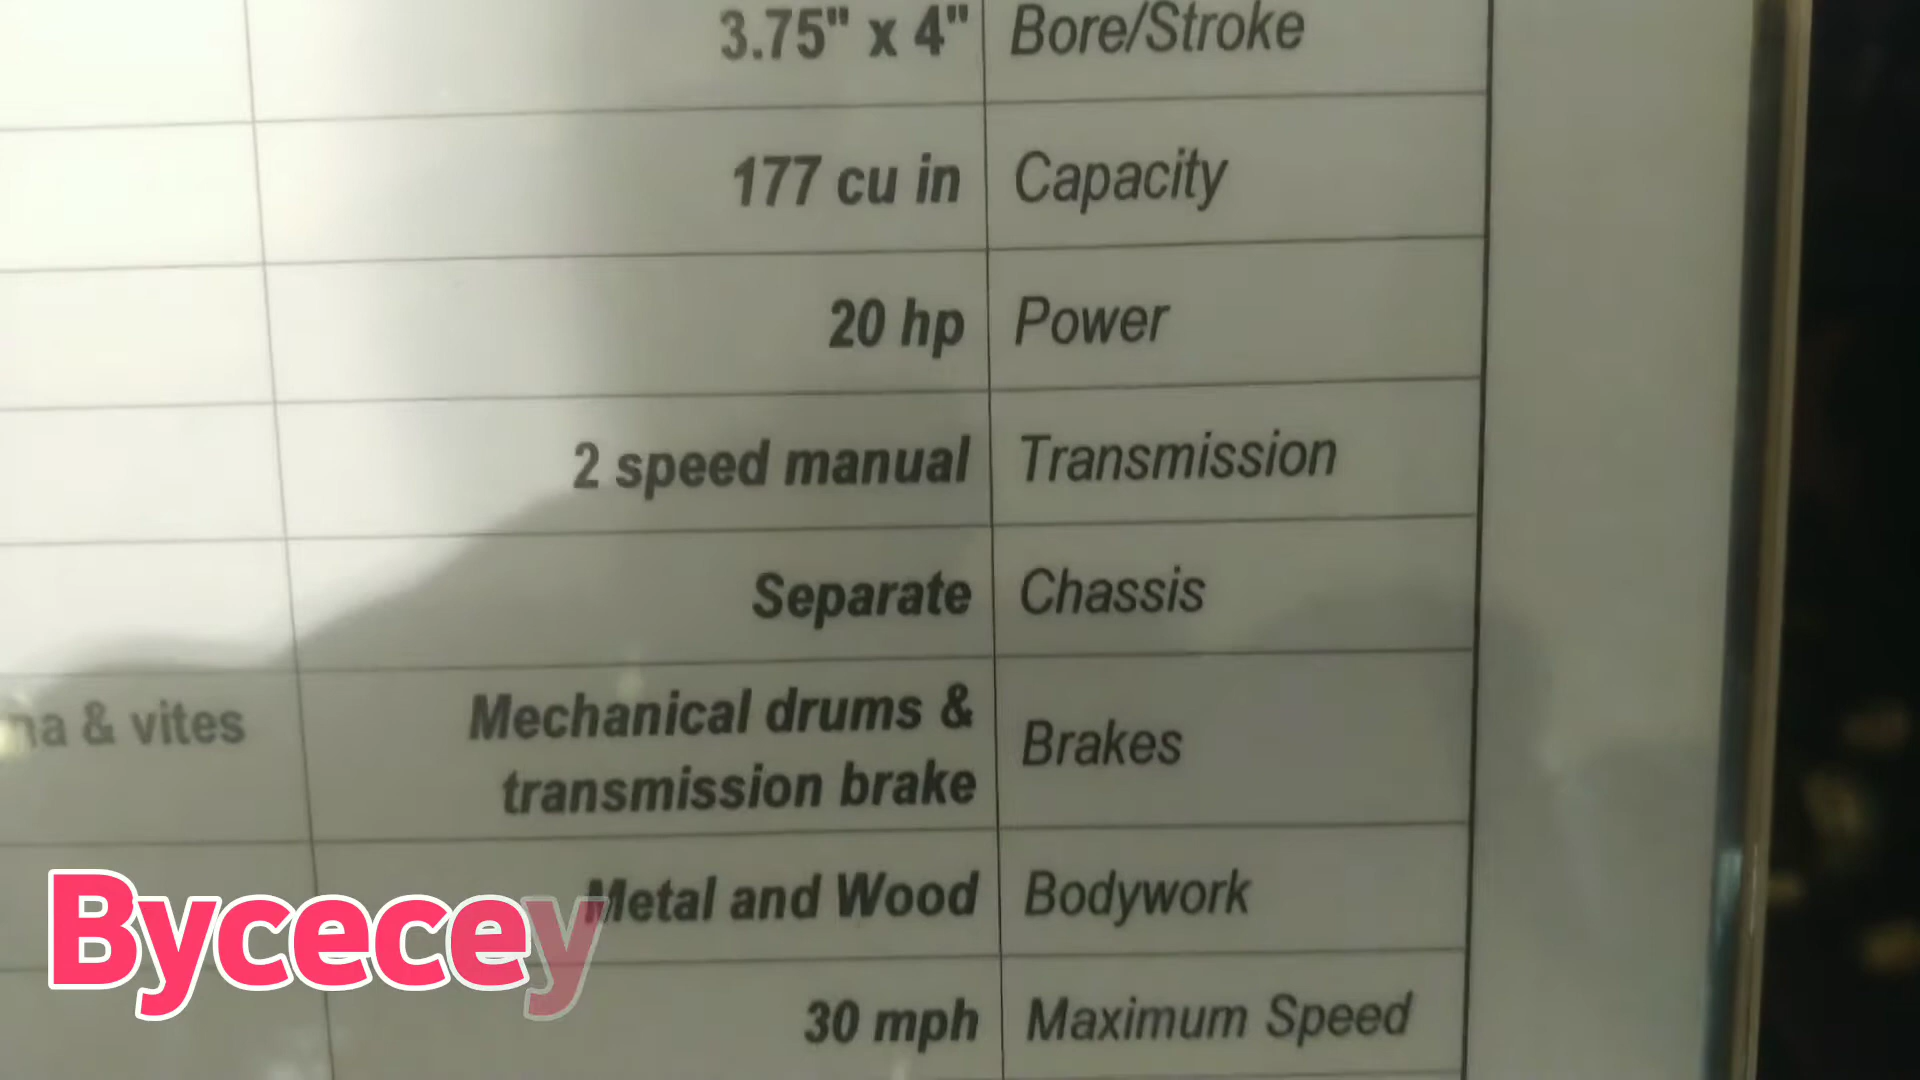 3.75" x 4" Bore/Stroke
177 cu in Capacity
20 hp Power
2 speed manual Transmission
Separate Chassis
& vites Mechanical drums &
transmission brake Brakes
Metal and Wood Bodywork
30 mph Maximum Speed
Bycecey